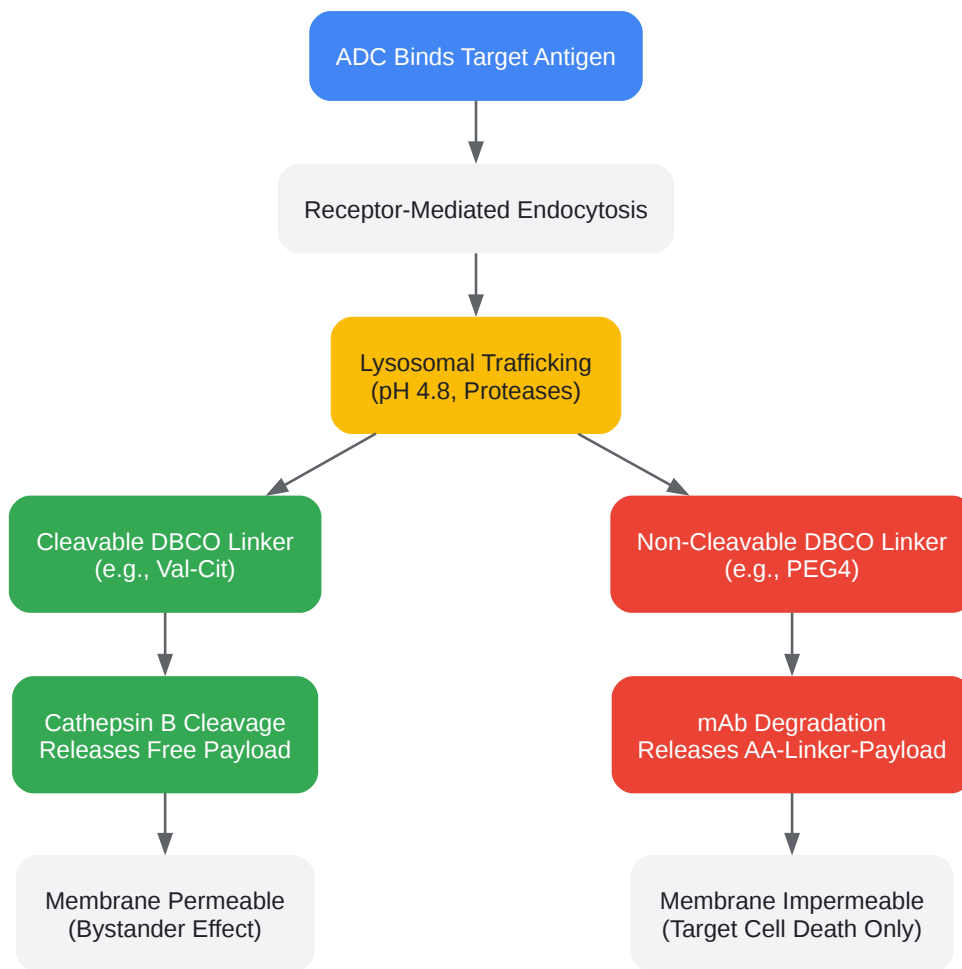 ADC Binds Target Antigen
Receptor-Mediated Endocytosis
Lysosomal Trafficking
(pH 4.8, Proteases)
Cleavable DBCO Linker
(e.g., Val-Cit)
Non-Cleavable DBCO Linker
(e.g., PEG4)
Cathepsin B Cleavage
Releases Free Payload
mAb Degradation
Releases AA-Linker-Payload
Membrane Permeable
(Bystander Effect)
Membrane Impermeable
(Target Cell Death Only)